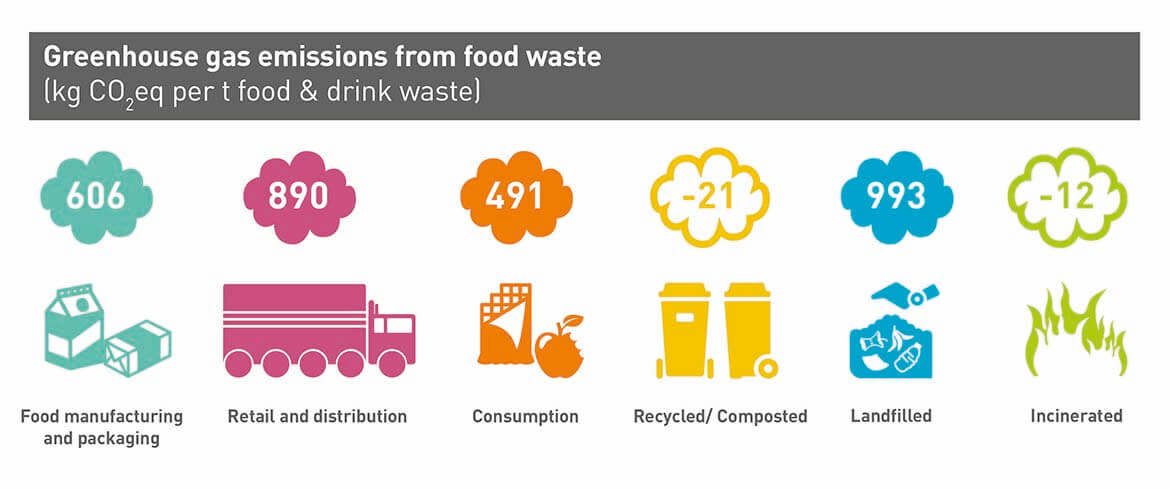 Greenhouse gas emissions from food waste
(kg CO₂eq per t food & drink waste)
606
890
491
-21
993
-12
Food manufacturing
and packaging
Retail and distribution
Consumption
Recycled/ Composted
Landfilled
Incinerated